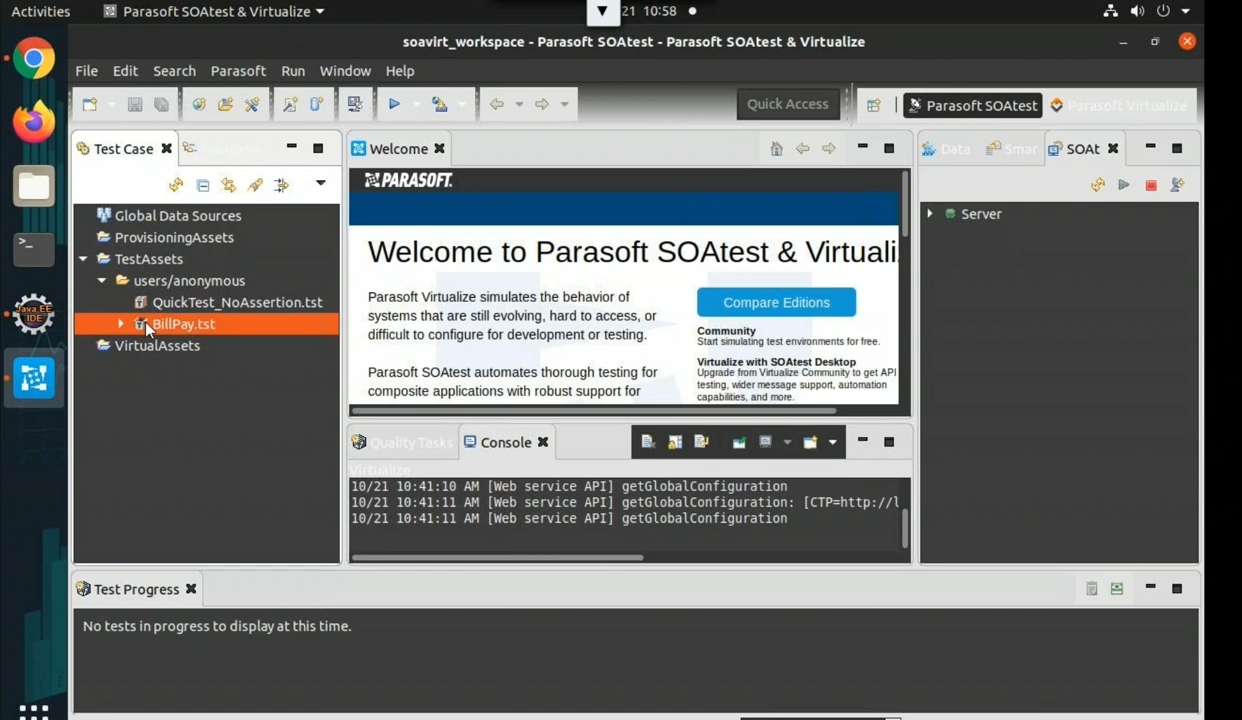 Activities
Parasoft SOAtest & Virtualize
21 10:58
soavirt_workspace - Parasoft SOAtest - Parasoft SOAtest & Virtualize
File Edit Search Parasoft Run Window Help
Quick Access
Parasoft SOAtest
Parasoft Virtualize
Test Case
Welcome
Data
Smar
SOAt
Global Data Sources
ProvisioningAssets
TestAssets
users/anonymous
QuickTest_NoAssertion.tst
BillPay.tst
VirtualAssets
PARASOFT.
Welcome to Parasoft SOAtest & Virtuali
Parasoft Virtualize simulates the behavior of
systems that are still evolving, hard to access, or
difficult to configure for development or testing.
Parasoft SOAtest automates thorough testing for
composite applications with robust support for
Compare Editions
Community
Start simulating test environments for free.
Virtualize with SOAtest Desktop
Upgrade from Virtualize Community to get API
testing, wider message support, automation
capabilities, and more.
Server
Quality Tasks
Console
Virtualize
10/21 10:41:10 AM [Web service API] getGlobalConfiguration
10/21 10:41:11 AM [Web service API] getGlobalConfiguration: [CTP=http://l
10/21 10:41:11 AM [Web service API] getGlobalConfiguration
Test Progress
No tests in progress to display at this time.
Java EE
IDE